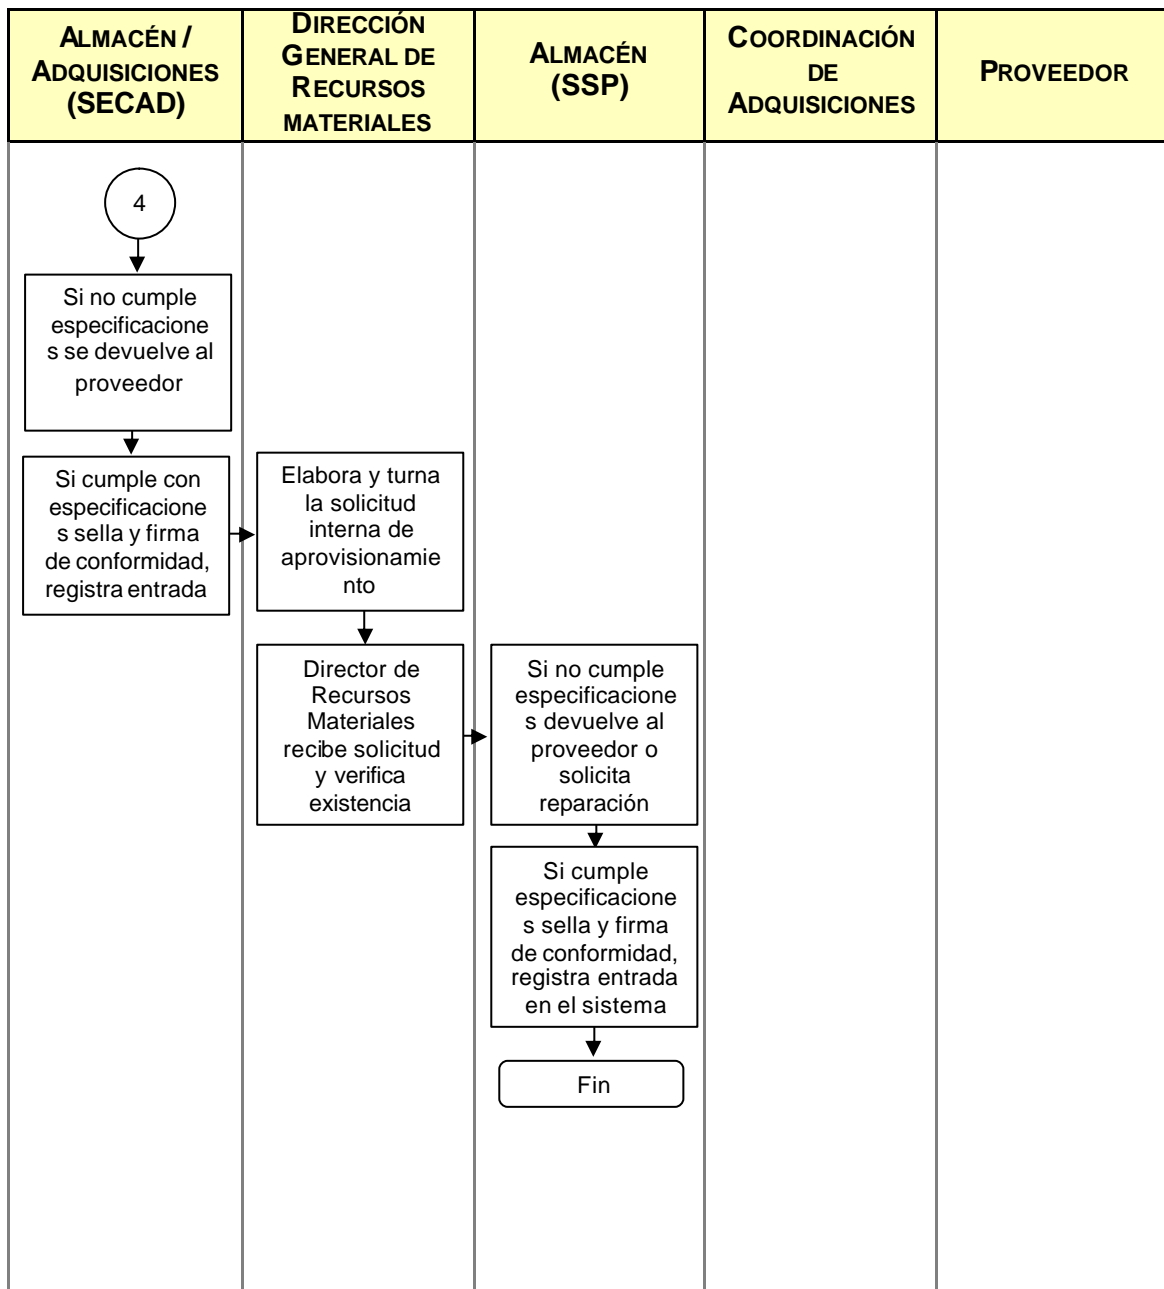 ALMACÉN /
ADQUISICIONES
(SECAD)
DIRECCIÓN
GENERAL DE
RECURSOS
MATERIALES
ALMACÉN
(SSP)
COORDINACIÓN
DE
ADQUISICIONES
PROVEEDOR
4
Si no cumple
especificacione
s se devuelve al
proveedor
Si cumple con
especificacione
s sella y firma
de conformidad,
registra entrada
Elabora y turna
la solicitud
interna de
aprovisionamie
nto
Director de
Recursos
Materiales
recibe solicitud
y verifica
existencia
Si no cumple
especificacione
s devuelve al
proveedor o
solicita
reparación
Si cumple
especificacione
s sella y firma
de conformidad,
registra entrada
en el sistema
Fin